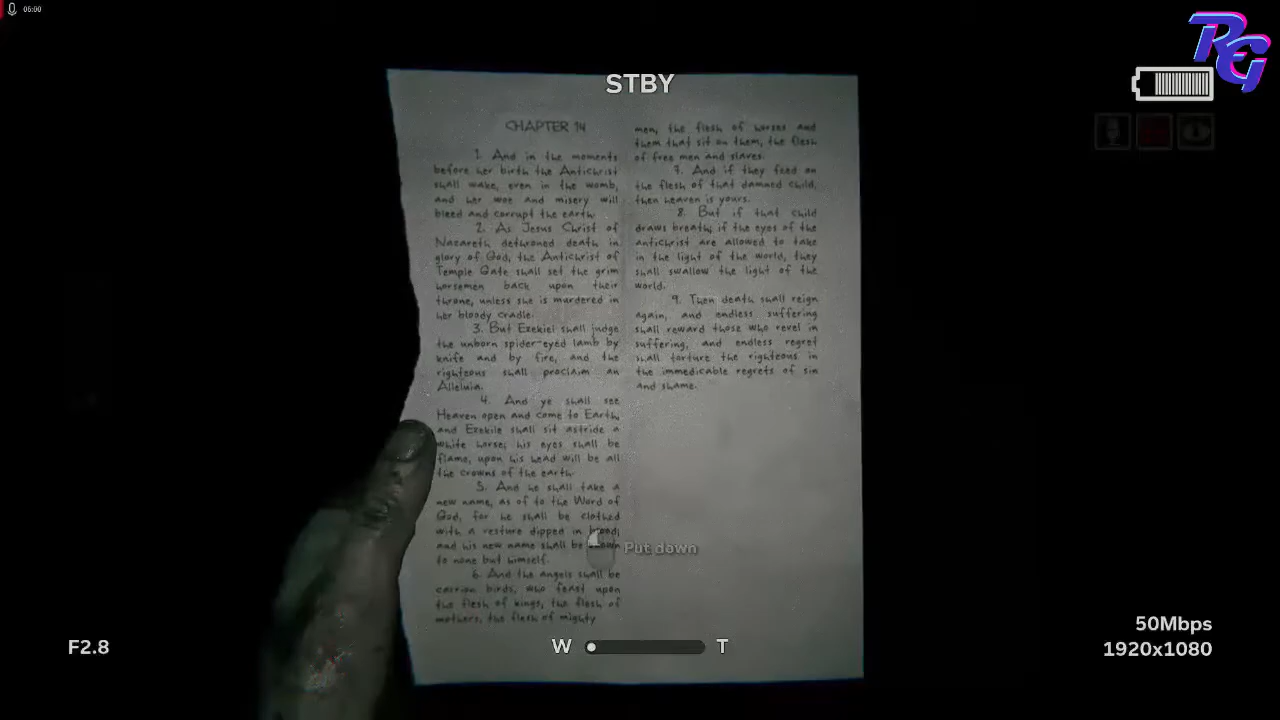 06:00
RG
STBY
CHAPTER 14
1. And in the moments
before her birth the Antichrist
shall wake, even in the womb,
and her woe and misery will
bleed and corrupt the earth.
2. As Jesus Christ of
Nazareth dethroned death in
glory of God, the Antichrist of
Temple Gate shall set the grim
horsemen back upon their
throne, unless she is murdered in
her bloody cradle.
3. But Ezekiel shall judge
the unborn spider-eyed lamb by
knife and by fire, and the
righteous shall proclaim an
Alleluia.
4. And ye shall see
Heaven open and come to Earth,
and Ezekile shall sit astride a
white horse; his eyes shall be
flame, upon his head will be all
the crowns of the earth.
5. And he shall take a
new name, as of to the Word of
God, for he shall be clothed
with a vesture dipped in blood;
and his new name shall be known
to none but himself.
6. And the angels shall be
carrion birds, who feast upon
the flesh of kings, the flesh of
mothers, the flesh of mighty
men, the flesh of horses and
them that sit on them, the flesh
of free men and slaves.
7. And if they feed on
the flesh of that damned child,
then heaven is yours.
8. But if that child
draws breath; if the eyes of the
antichrist are allowed to take
in the light of the world, they
shall swallow the light of the
world.
9. Then death shall reign
again, and endless suffering
shall reward those who revel in
suffering, and endless regret
shall torture the righteous in
the immedicable regrets of sin
and shame.
Put down
F2.8
W T
50Mbps
1920x1080